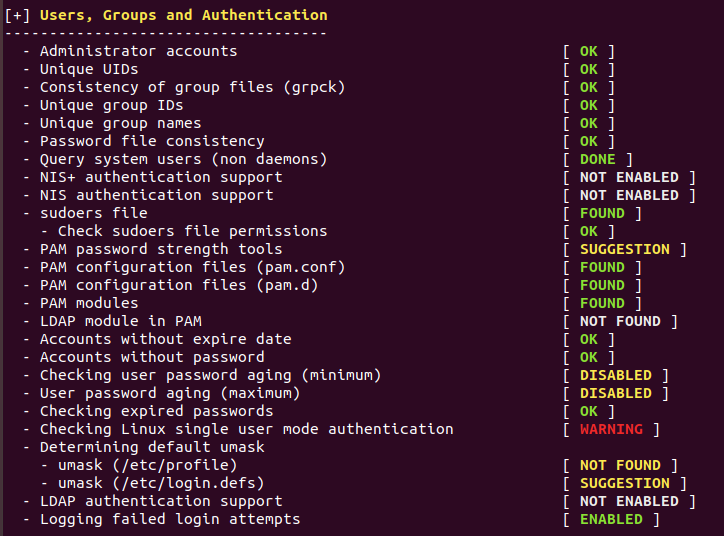 [+] Users, Groups and Authentication
------------------------------------
  - Administrator accounts                                    [ OK ]
  - Unique UIDs                                               [ OK ]
  - Consistency of group files (grpck)                        [ OK ]
  - Unique group IDs                                          [ OK ]
  - Unique group names                                        [ OK ]
  - Password file consistency                                 [ OK ]
  - Query system users (non daemons)                          [ DONE ]
  - NIS+ authentication support                               [ NOT ENABLED ]
  - NIS authentication support                                [ NOT ENABLED ]
  - sudoers file                                              [ FOUND ]
    - Check sudoers file permissions                          [ OK ]
  - PAM password strength tools                               [ SUGGESTION ]
  - PAM configuration files (pam.conf)                        [ FOUND ]
  - PAM configuration files (pam.d)                           [ FOUND ]
  - PAM modules                                               [ FOUND ]
  - LDAP module in PAM                                        [ NOT FOUND ]
  - Accounts without expire date                              [ OK ]
  - Accounts without password                                 [ OK ]
  - Checking user password aging (minimum)                    [ DISABLED ]
  - User password aging (maximum)                             [ DISABLED ]
  - Checking expired passwords                                [ OK ]
  - Checking Linux single user mode authentication            [ WARNING ]
  - Determining default umask
    - umask (/etc/profile)                                    [ NOT FOUND ]
    - umask (/etc/login.defs)                                 [ SUGGESTION ]
  - LDAP authentication support                               [ NOT ENABLED ]
  - Logging failed login attempts                             [ ENABLED ]